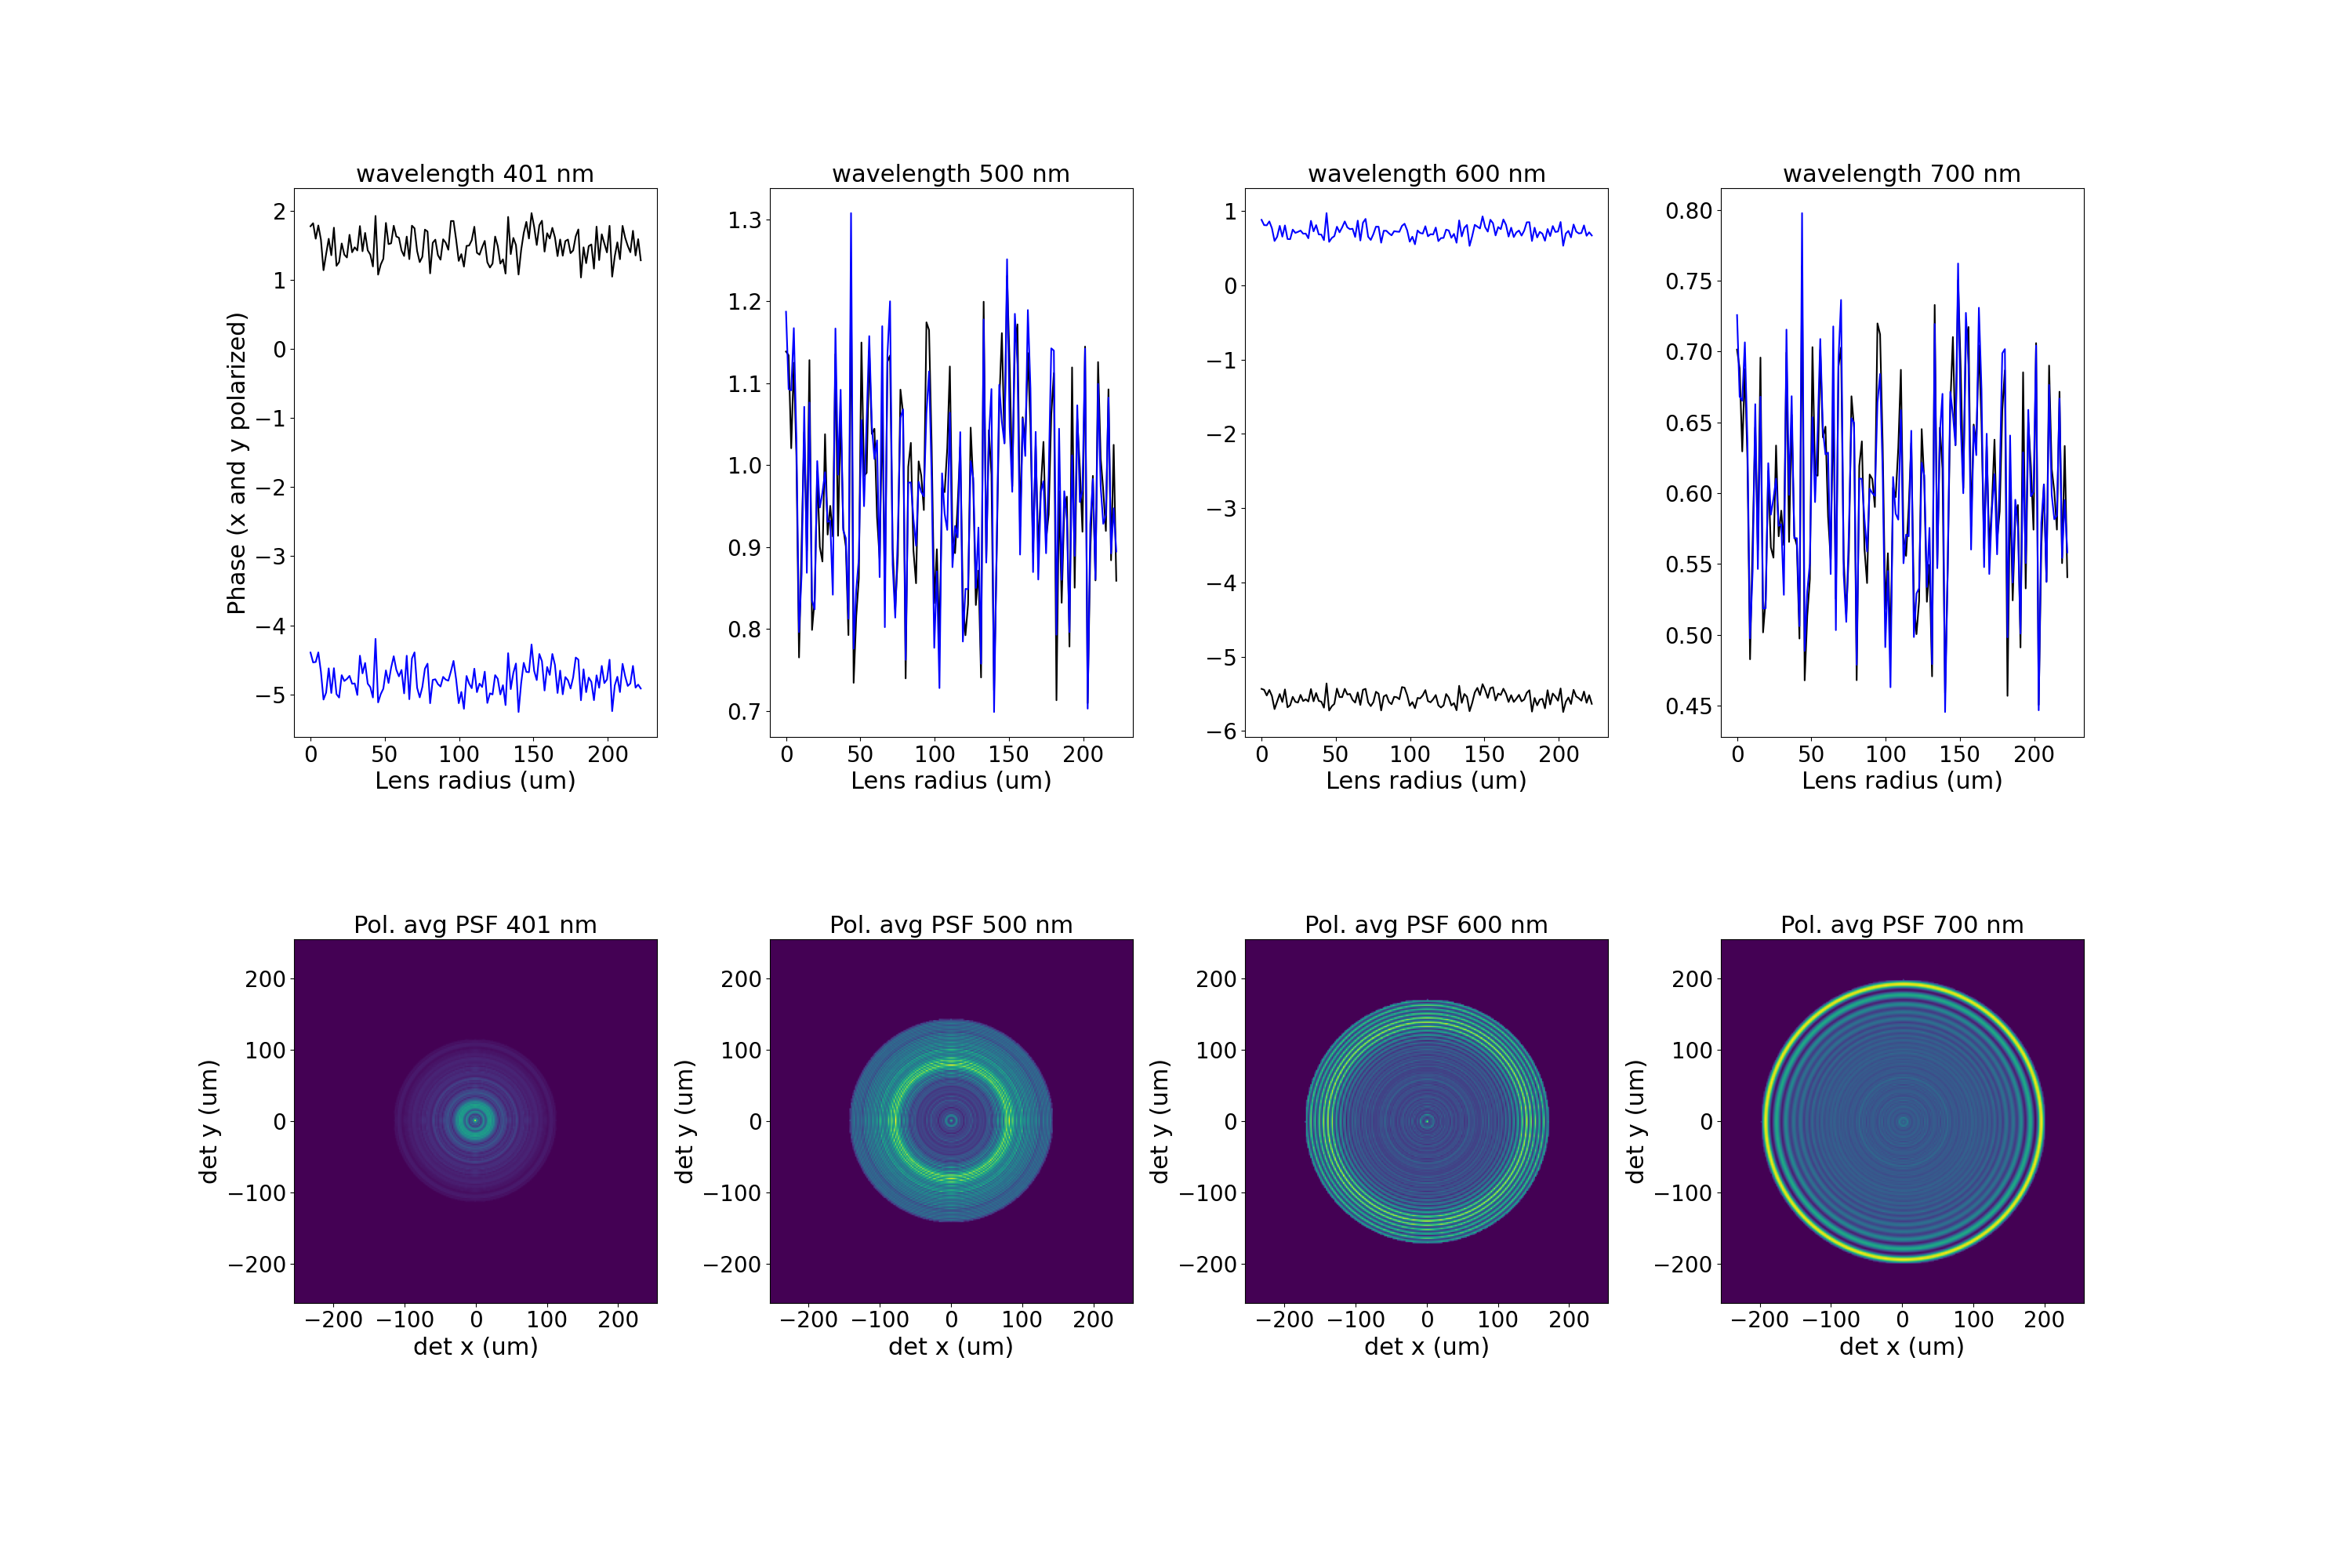 wavelength 401 nm
wavelength 500 nm
wavelength 600 nm
wavelength 700 nm
Phase (x and y polarized)
2
1
0
−1
−2
−3
−4
−5
0 50 100 150 200
Lens radius (um)
1.3
1.2
1.1
1.0
0.9
0.8
0.7
0 50 100 150 200
Lens radius (um)
1
0
−1
−2
−3
−4
−5
−6
0 50 100 150 200
Lens radius (um)
0.80
0.75
0.70
0.65
0.60
0.55
0.50
0.45
0 50 100 150 200
Lens radius (um)
Pol. avg PSF 401 nm
det y (um)
200
100
0
−100
−200
−200 −100 0 100 200
det x (um)
Pol. avg PSF 500 nm
det y (um)
200
100
0
−100
−200
−200 −100 0 100 200
det x (um)
Pol. avg PSF 600 nm
det y (um)
200
100
0
−100
−200
−200 −100 0 100 200
det x (um)
Pol. avg PSF 700 nm
det y (um)
200
100
0
−100
−200
−200 −100 0 100 200
det x (um)